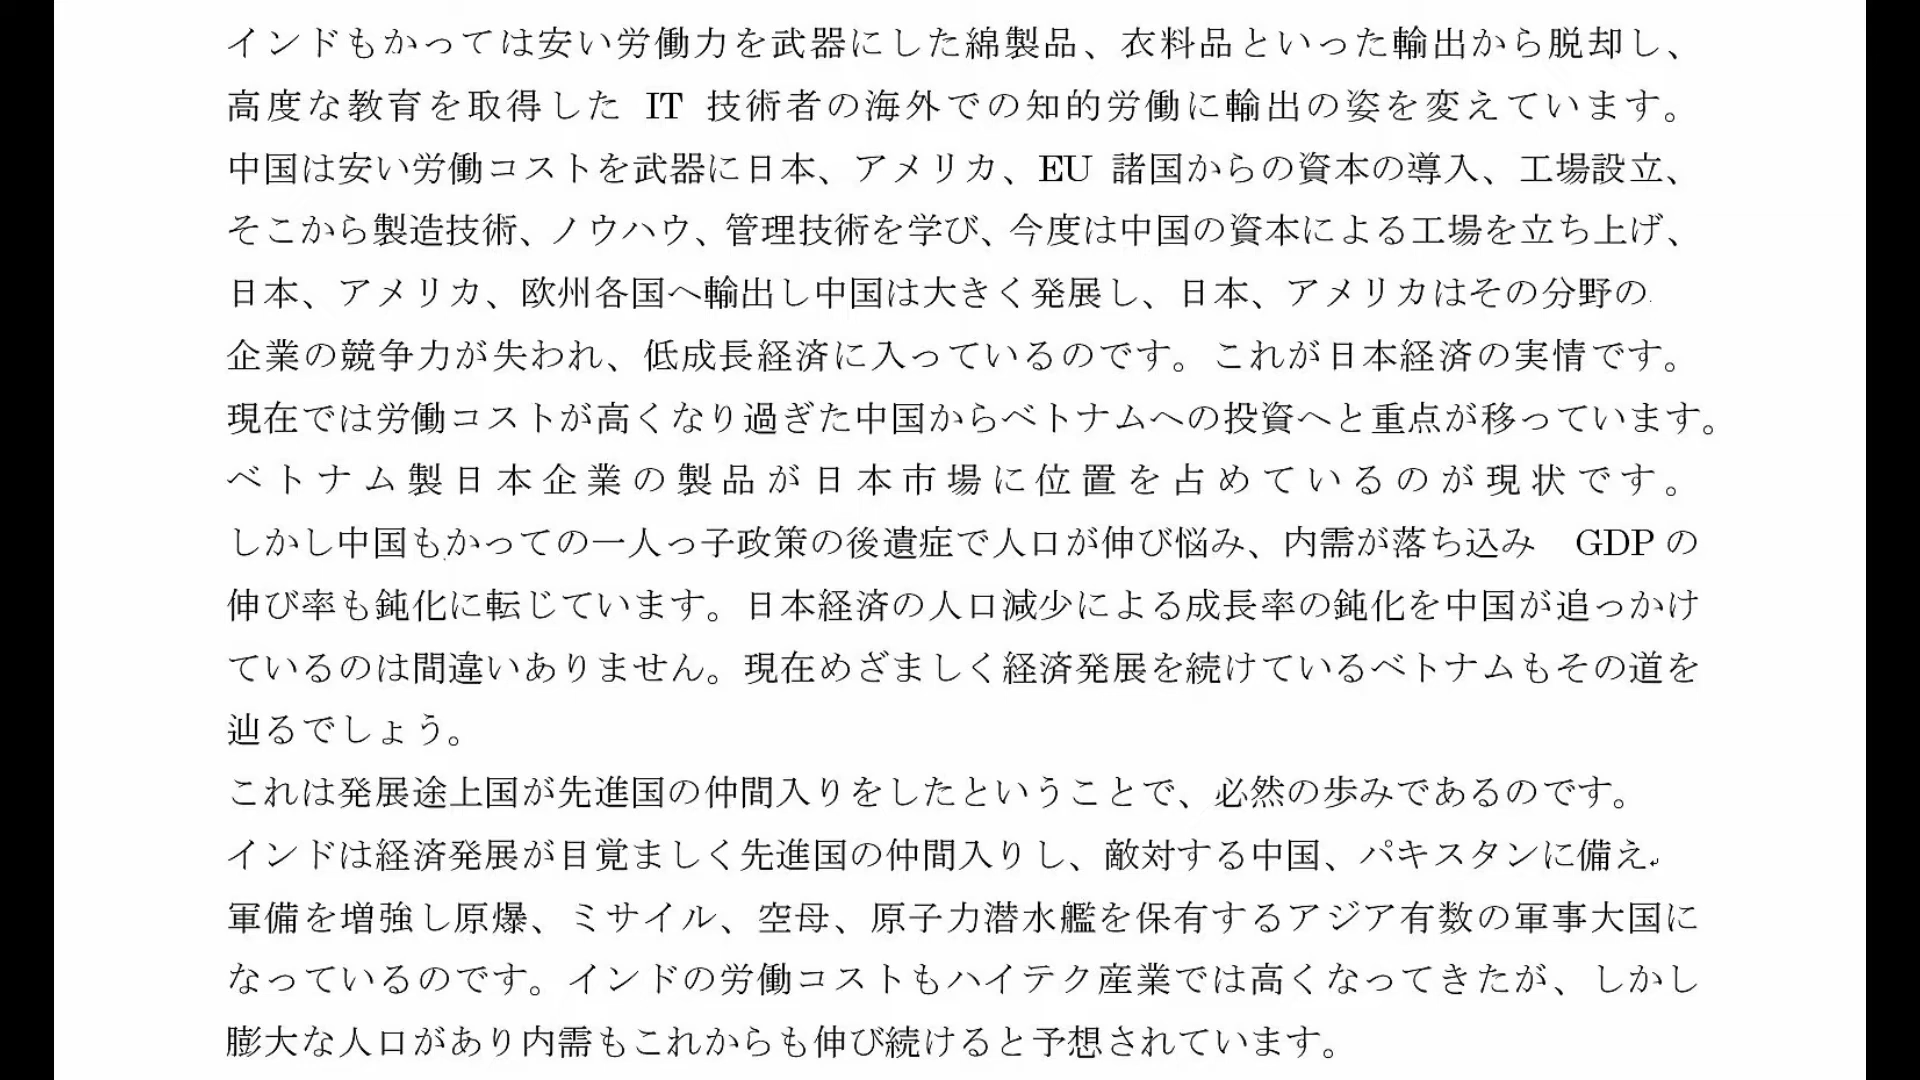 インドもかっては安い労働力を武器にした綿製品、衣料品といった輸出から脱却し、
高度な教育を取得した IT 技術者の海外での知的労働に輸出の姿を変えています。
中国は安い労働コストを武器に日本、アメリカ、EU 諸国からの資本の導入、工場設立、
そこから製造技術、ノウハウ、管理技術を学び、今度は中国の資本による工場を立ち上げ、
日本、アメリカ、欧州各国へ輸出し中国は大きく発展し、日本、アメリカはその分野の
企業の競争力が失われ、低成長経済に入っているのです。これが日本経済の実情です。
現在では労働コストが高くなり過ぎた中国からベトナムへの投資へと重点が移っています。
ベトナム製日本企業の製品が日本市場に位置を占めているのが現状です。
しかし中国もかっての一人っ子政策の後遺症で人口が伸び悩み、内需が落ち込み　GDP の
伸び率も鈍化に転じています。日本経済の人口減少による成長率の鈍化を中国が追っかけ
ているのは間違いありません。現在めざましく経済発展を続けているベトナムもその道を
辿るでしょう。
これは発展途上国が先進国の仲間入りをしたということで、必然の歩みであるのです。
インドは経済発展が目覚ましく先進国の仲間入りし、敵対する中国、パキスタンに備え
軍備を増強し原爆、ミサイル、空母、原子力潜水艦を保有するアジア有数の軍事大国に
なっているのです。インドの労働コストもハイテク産業では高くなってきたが、しかし
膨大な人口があり内需もこれからも伸び続けると予想されています。